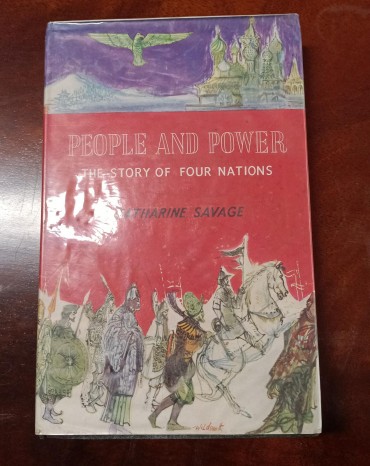 PEOPLE AND POWER
THE STORY OF FOUR NATIONS
KATHARINE SAVAGE